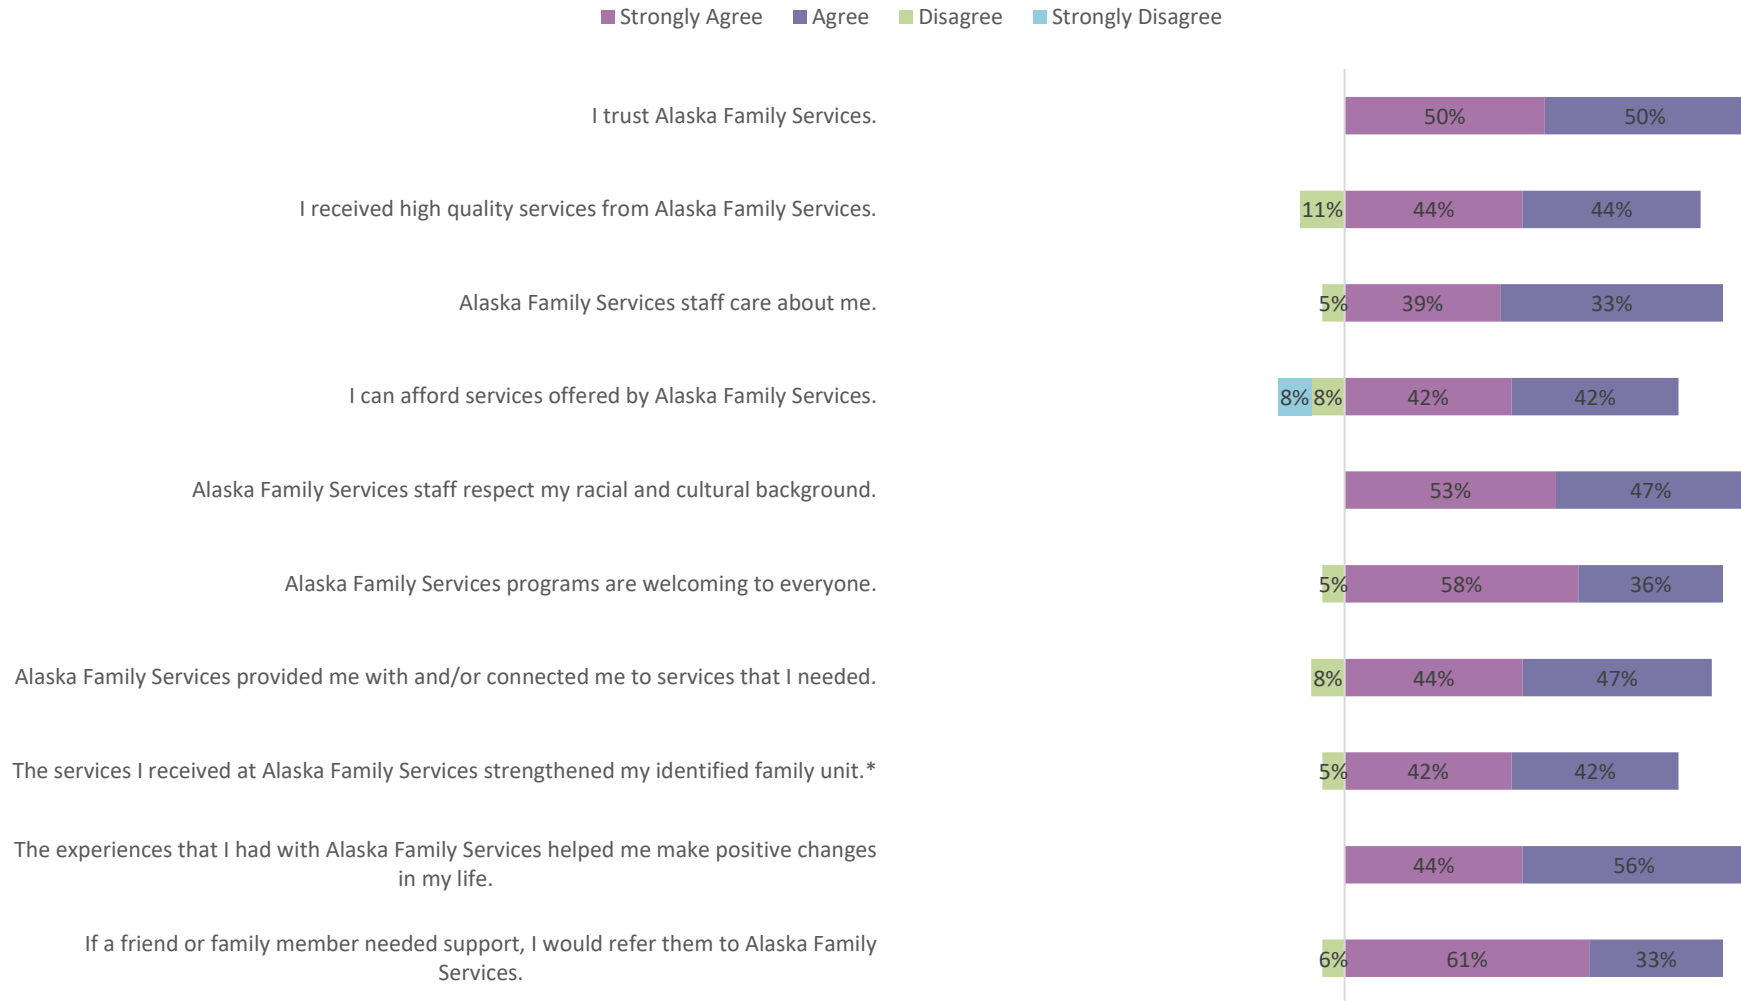 Strongly Agree Agree Disagree Strongly Disagree
I trust Alaska Family Services. 50% 50%
I received high quality services from Alaska Family Services. 11% 44% 44%
Alaska Family Services staff care about me. 5% 39% 33%
I can afford services offered by Alaska Family Services. 8% 8% 42% 42%
Alaska Family Services staff respect my racial and cultural background. 53% 47%
Alaska Family Services programs are welcoming to everyone. 5% 58% 36%
Alaska Family Services provided me with and/or connected me to services that I needed. 8% 44% 47%
The services I received at Alaska Family Services strengthened my identified family unit.* 5% 42% 42%
The experiences that I had with Alaska Family Services helped me make positive changes
in my life. 44% 56%
If a friend or family member needed support, I would refer them to Alaska Family
Services. 6% 61% 33%